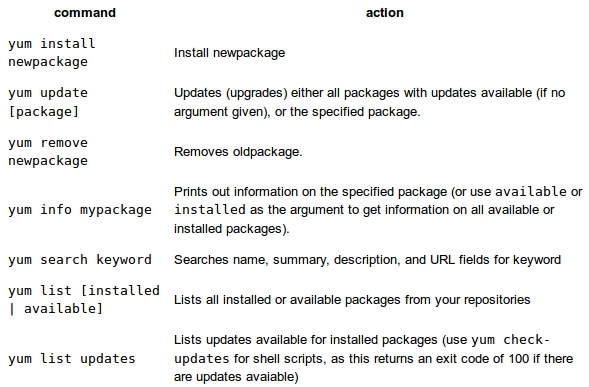 command action
yum install
newpackage
Install newpackage
yum update
[package]
Updates (upgrades) either all packages with updates available (if no
argument given), or the specified package.
yum remove
newpackage
Removes oldpackage.
yum info mypackage
Prints out information on the specified package (or use available or
installed as the argument to get information on all available or
installed packages).
yum search keyword
Searches name, summary, description, and URL fields for keyword
yum list [installed
| available]
Lists all installed or available packages from your repositories
yum list updates
Lists updates available for installed packages (use yum check-
updates for shell scripts, as this returns an exit code of 100 if there
are updates avaiable)